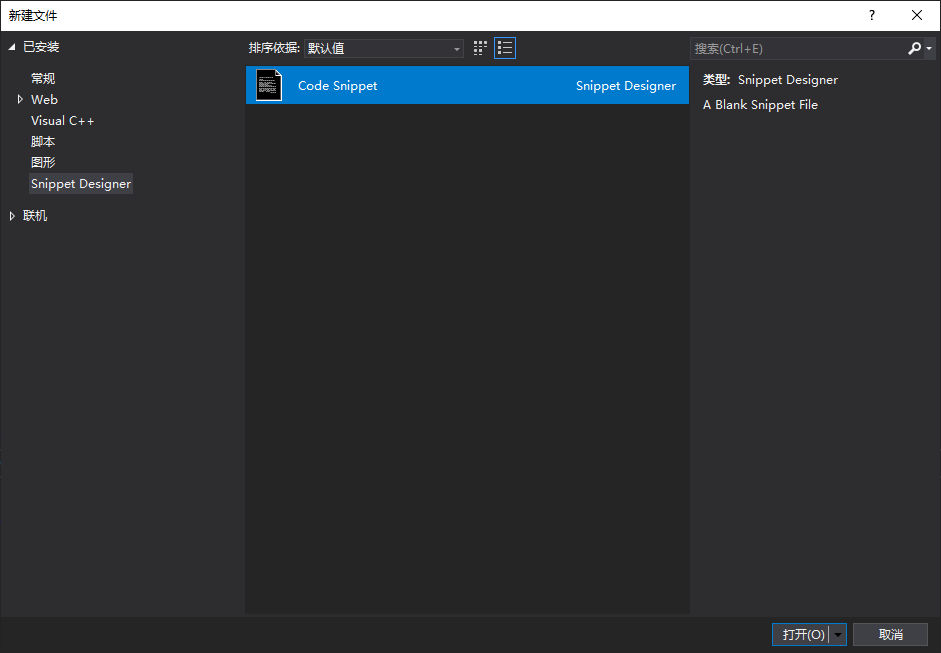 新建文件
?
已安装
常规
Web
Visual C++
脚本
图形
Snippet Designer
联机
排序依据: 默认值
Code Snippet Snippet Designer
搜索(Ctrl+E)
类型: Snippet Designer
A Blank Snippet File
打开(O) 取消